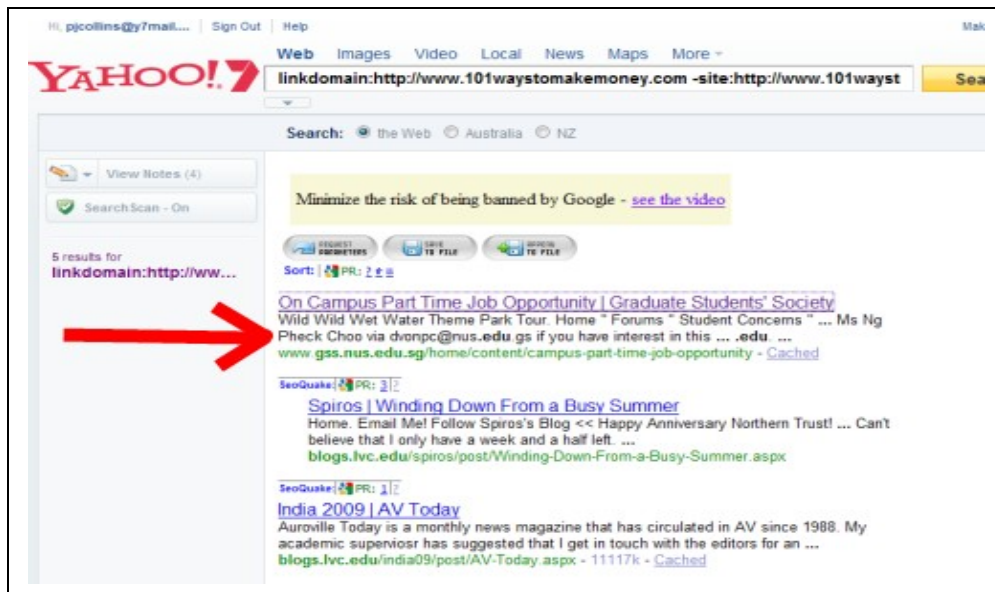 Hi, pjcollins@y7mail.... | Sign Out | Help
Mak
YAHOO!7
Web Images Video Local News Maps More
linkdomain:http://www.101waystomakemoney.com -site:http://www.101wayst
Sea
Search: the Web Australia NZ
View Notes (4)
SearchScan - On
5 results for
linkdomain:http://ww...
Minimize the risk of being banned by Google - see the video
REQUEST PARAMETERS
SAVE TO FILE
APPEND TO FILE
Sort: | PR: ? ± =
On Campus Part Time Job Opportunity | Graduate Students' Society
Wild Wild Wet Water Theme Park Tour. Home " Forums " Student Concerns " ... Ms Ng
Pheck Choo via dvonpc@nus.edu.gs if you have interest in this ... .edu. ...
www.gss.nus.edu.sg/home/content/campus-part-time-job-opportunity - Cached
SeoQuake: PR: 3 ?
Spiros | Winding Down From a Busy Summer
Home. Email Me! Follow Spiros's Blog << Happy Anniversary Northern Trust! ... Can't
believe that I only have a week and a half left. ...
blogs.lvc.edu/spiros/post/Winding-Down-From-a-Busy-Summer.aspx
SeoQuake: PR: 1 ?
India 2009 | AV Today
Auroville Today is a monthly news magazine that has circulated in AV since 1988. My
academic superviosr has suggested that I get in touch with the editors for an ...
blogs.lvc.edu/india09/post/AV-Today.aspx - 11117k - Cached